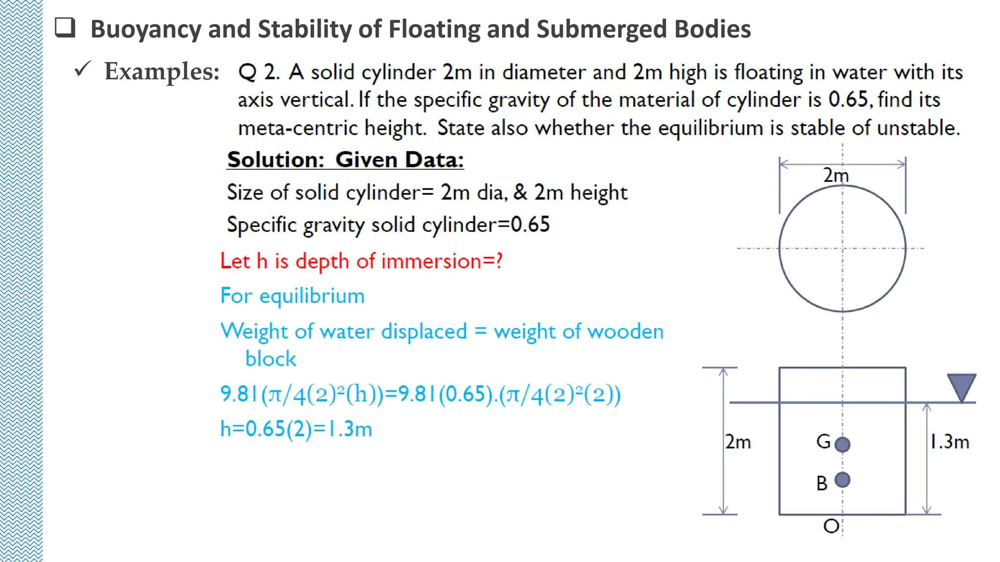 Buoyancy and Stability of Floating and Submerged Bodies
Examples:
Q 2. A solid cylinder 2m in diameter and 2m high is floating in water with its
axis vertical. If the specific gravity of the material of cylinder is 0.65, find its
meta-centric height. State also whether the equilibrium is stable of unstable.
Solution: Given Data:
Size of solid cylinder= 2m dia, & 2m height
Specific gravity solid cylinder=0.65
Let h is depth of immersion=?
For equilibrium
Weight of water displaced = weight of wooden
block
9.81(π/4(2)²(h))=9.81(0.65).(π/4(2)²(2))
h=0.65(2)=1.3m
2m
2m
G
1.3m
B
O